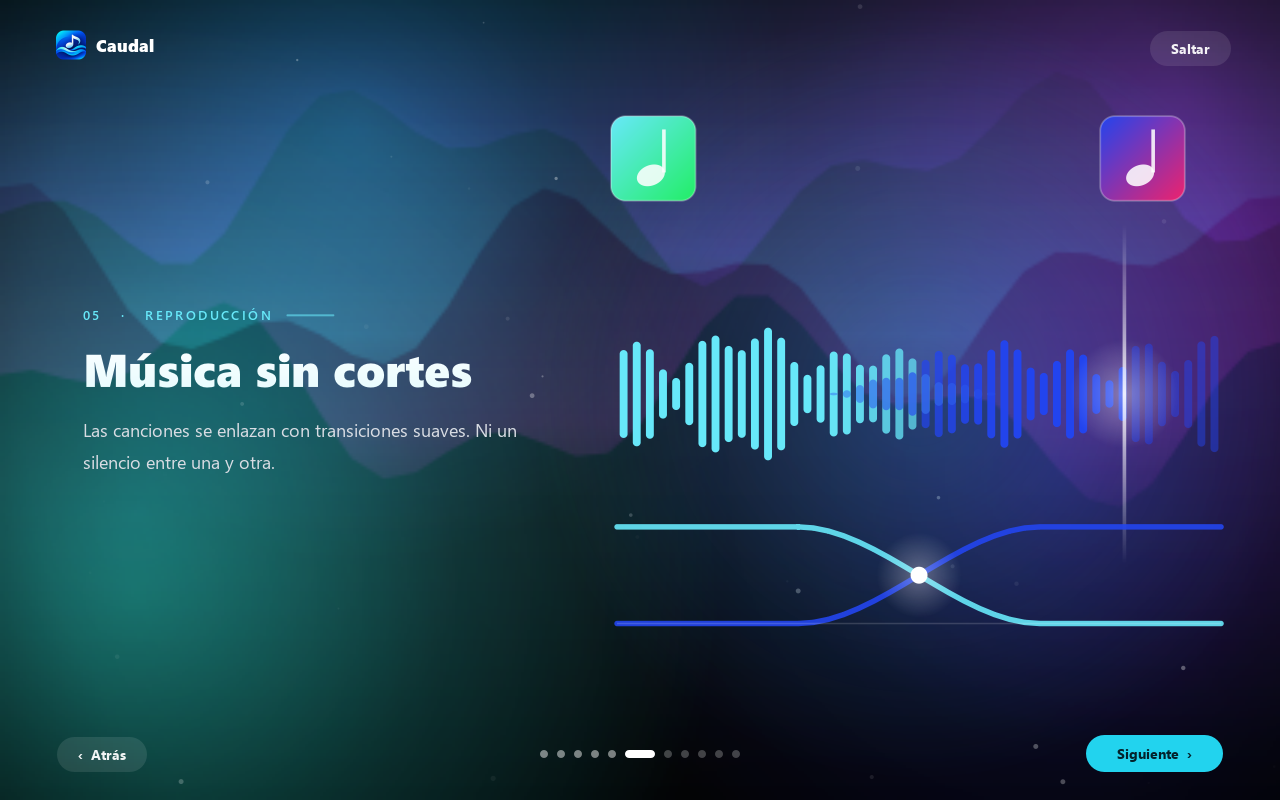 Caudal
Saltar
05 · REPRODUCCIÓN
Música sin cortes
Las canciones se enlazan con transiciones suaves. Ni un
silencio entre una y otra.
‹ Atrás
Siguiente ›